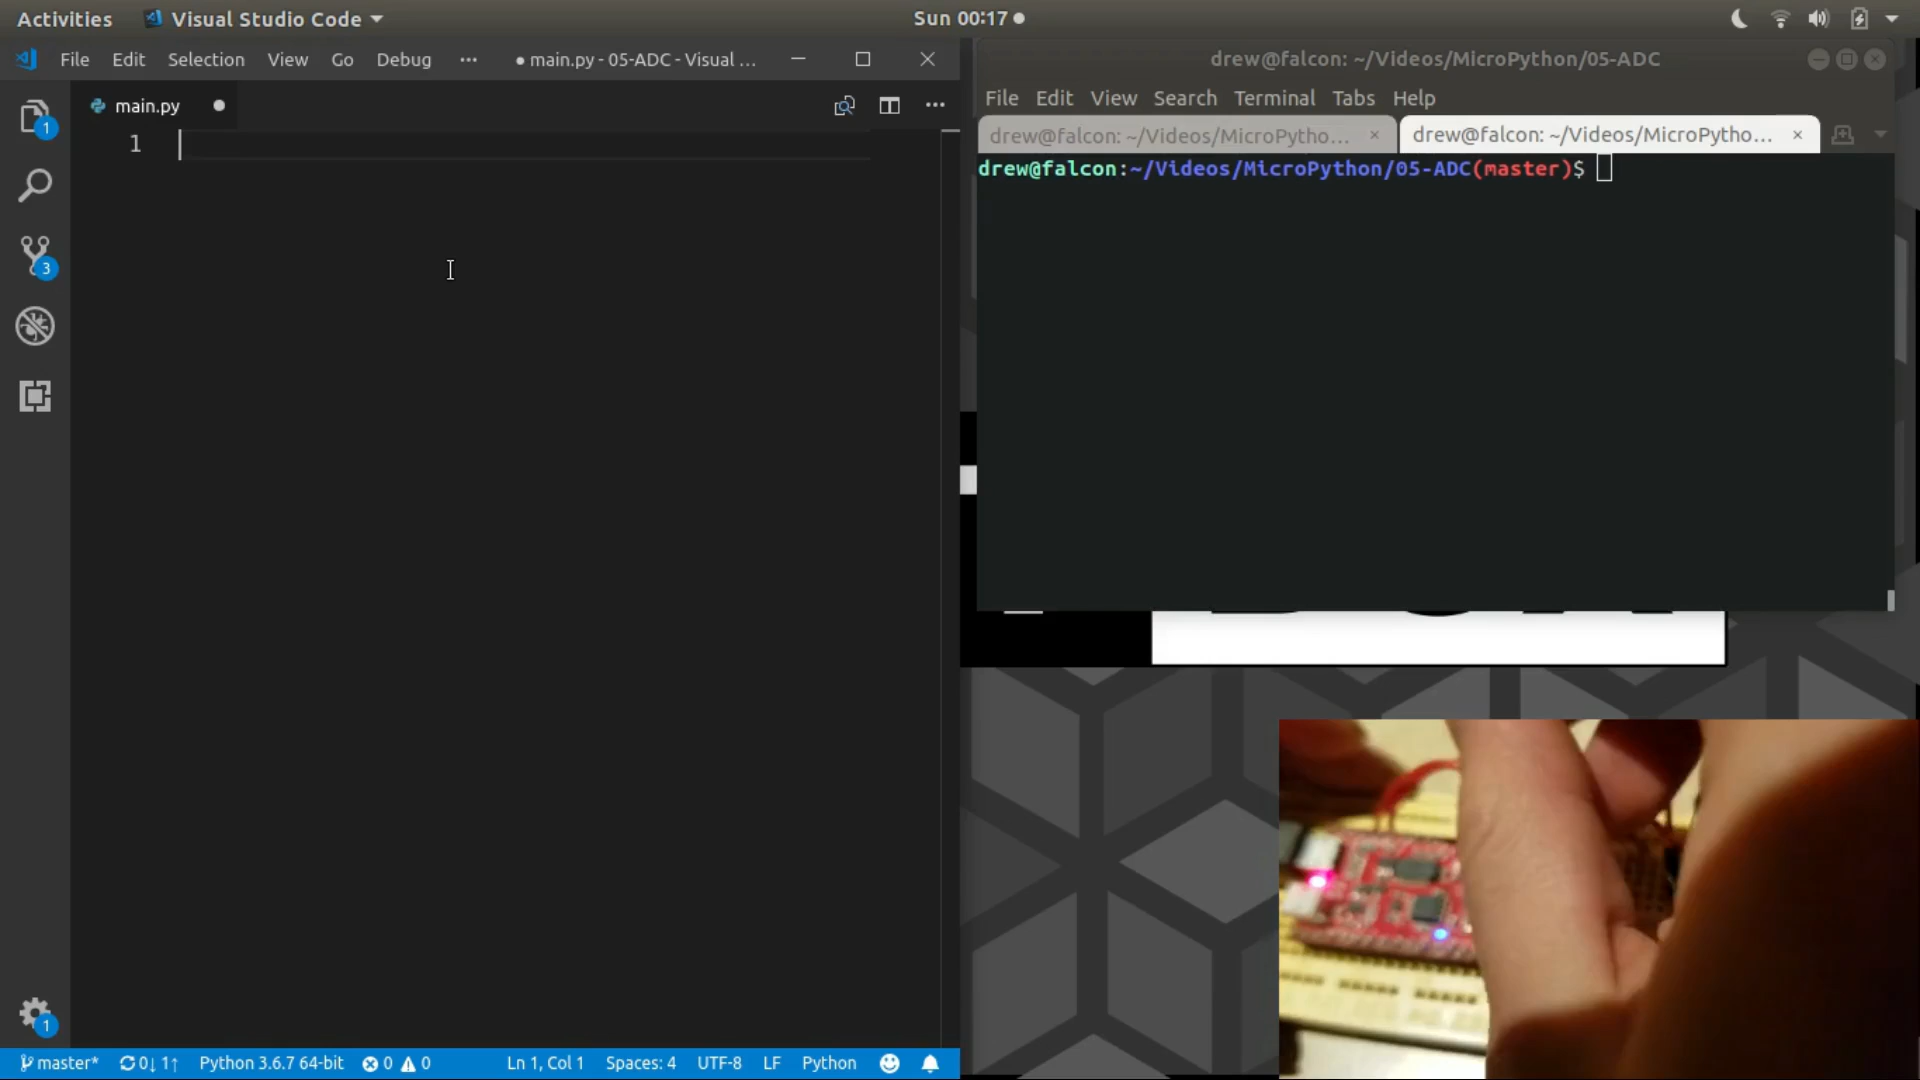 Activities Visual Studio Code Sun 00:17
File Edit Selection View Go Debug ··· ● main.py - 05-ADC - Visual ...
drew@falcon: ~/Videos/MicroPython/05-ADC
File Edit View Search Terminal Tabs Help
main.py
drew@falcon: ~/Videos/MicroPytho... × drew@falcon: ~/Videos/MicroPytho... ×
1
drew@falcon:~/Videos/MicroPython/05-ADC(master)$
1
3
1
master* 0↓ 1↑ Python 3.6.7 64-bit 0 0 Ln 1, Col 1 Spaces: 4 UTF-8 LF Python